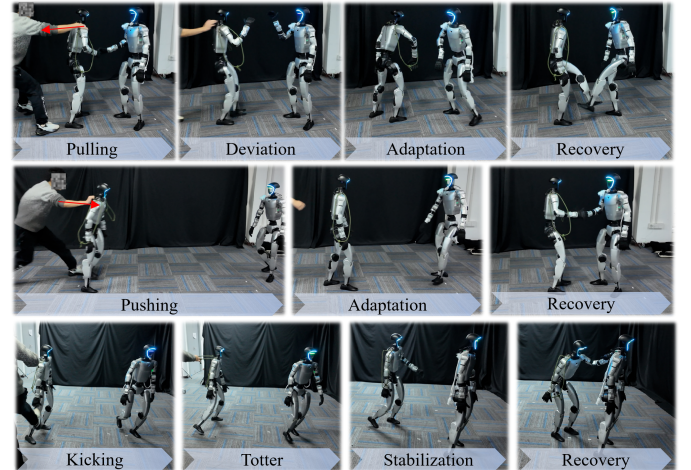 Pulling
Deviation
Adaptation
Recovery
Pushing
Adaptation
Recovery
Kicking
Totter
Stabilization
Recovery